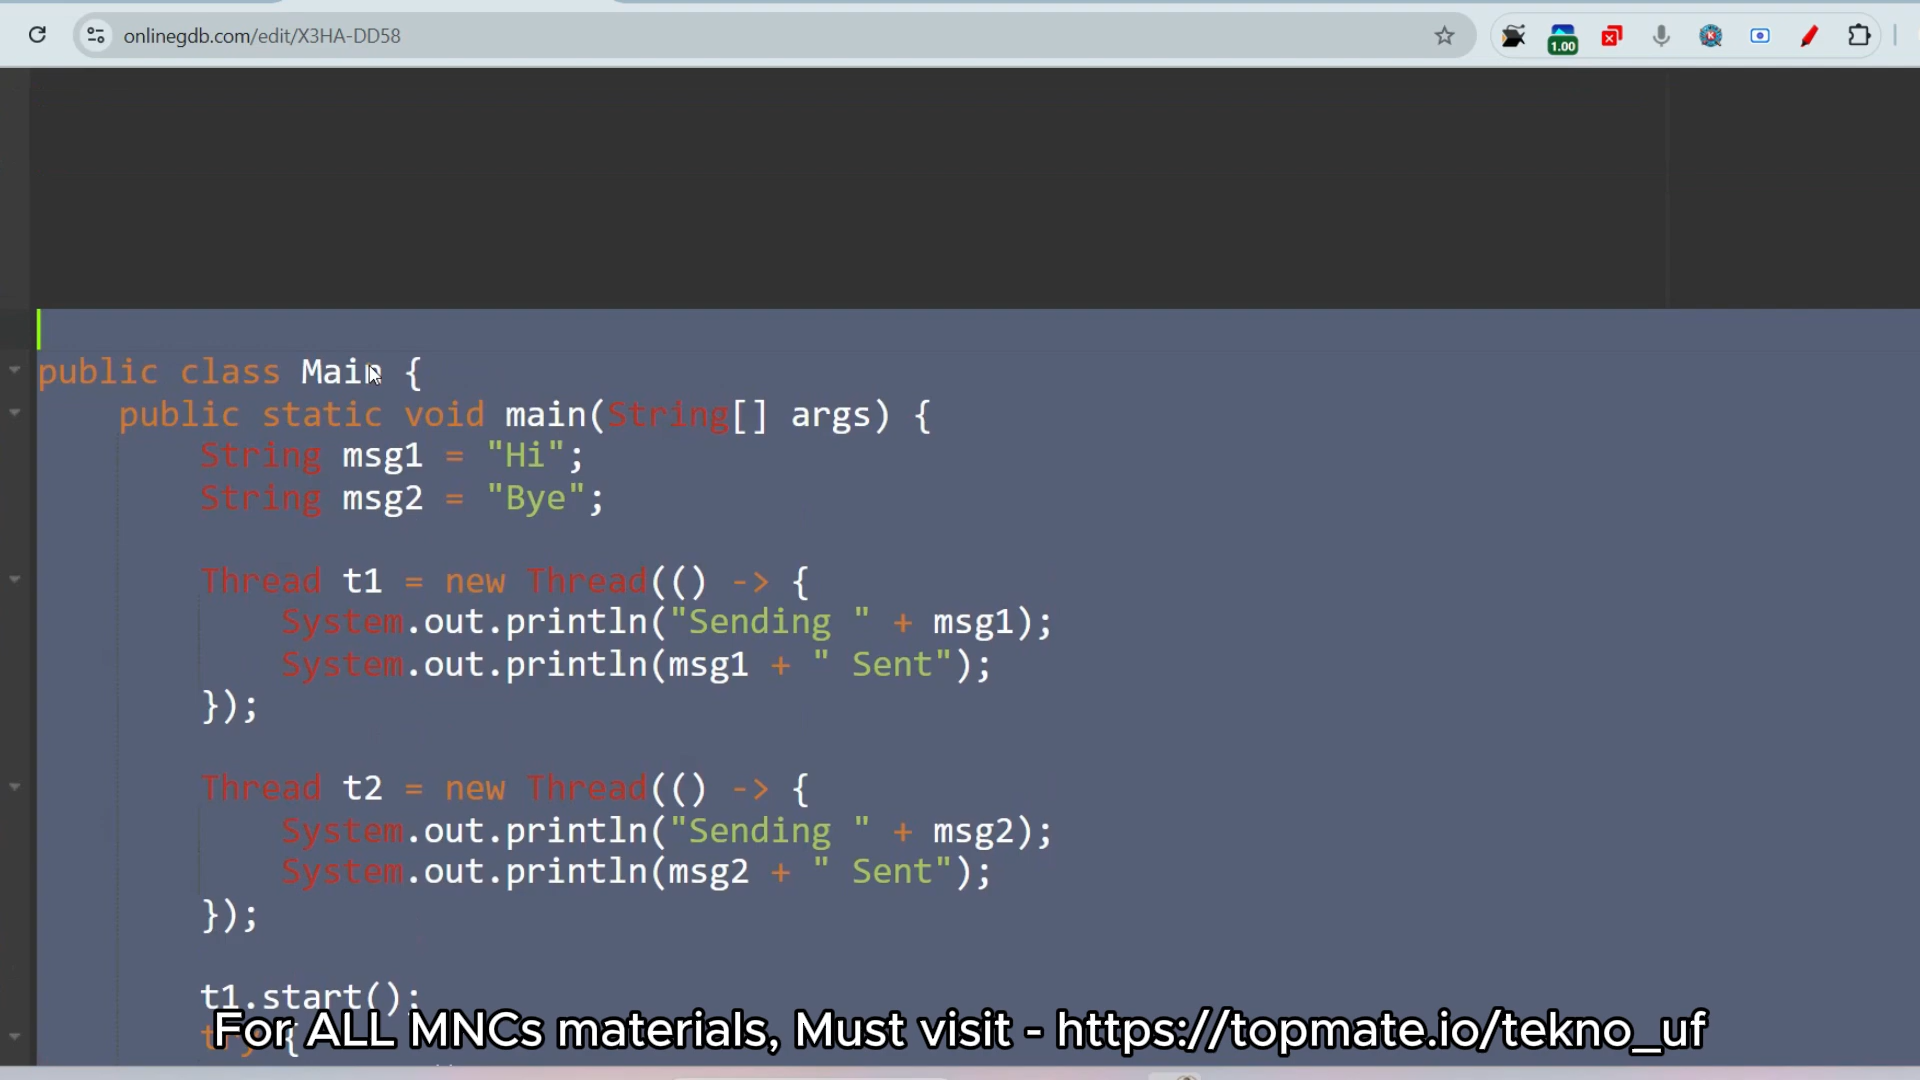 onlinegdb.com/edit/X3HA-DD58
1.00
public class Main {
public static void main(String[] args) {
String msg1 = "Hi";
String msg2 = "Bye";
Thread t1 = new Thread(() -> {
System.out.println("Sending " + msg1);
System.out.println(msg1 + " Sent");
});
Thread t2 = new Thread(() -> {
System.out.println("Sending " + msg2);
System.out.println(msg2 + " Sent");
});
t1.start();
try {
For ALL MNCs materials, Must visit - https://topmate.io/tekno_uf